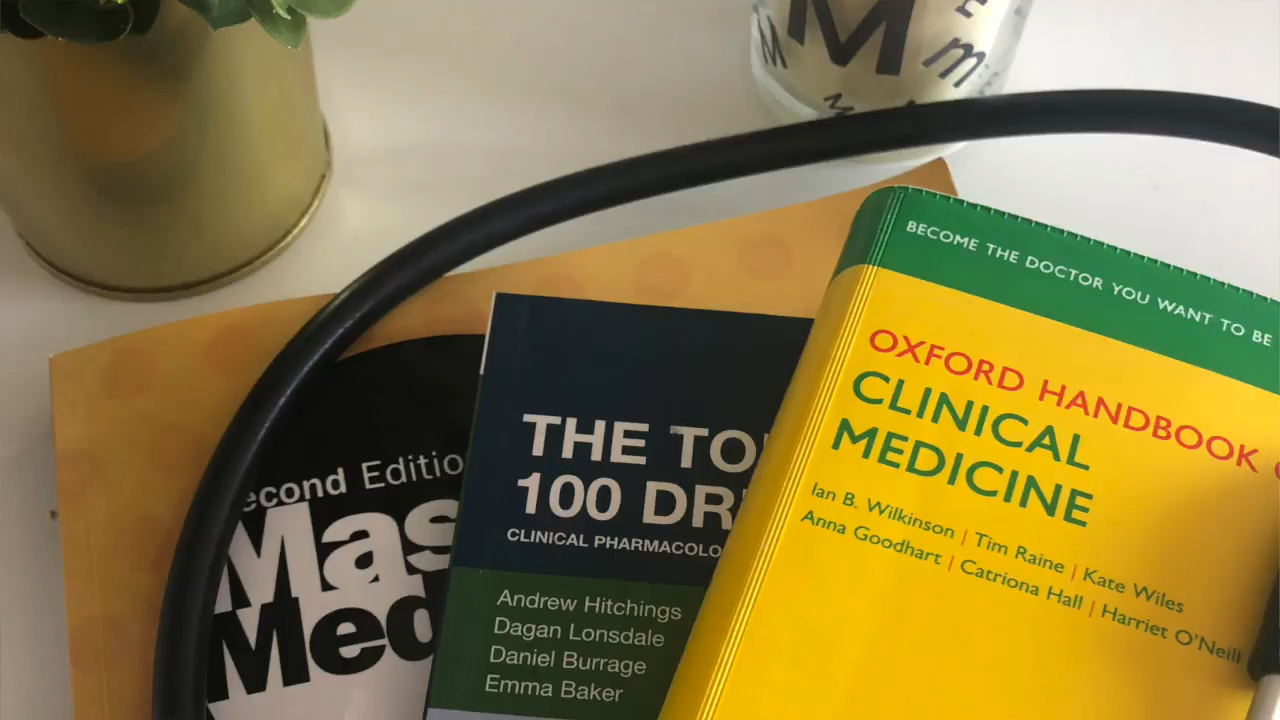 M
M
m
M
BECOME THE DOCTOR YOU WANT TO BE
OXFORD HANDBOOK
CLINICAL
MEDICINE
Ian B. Wilkinson | Tim Raine | Kate Wiles
Anna Goodhart | Catriona Hall | Harriet O'Neill
THE TO
100 DR
CLINICAL PHARMACOLO
Andrew Hitchings
Dagan Lonsdale
Daniel Burrage
Emma Baker
econd Edition
Mas
Med